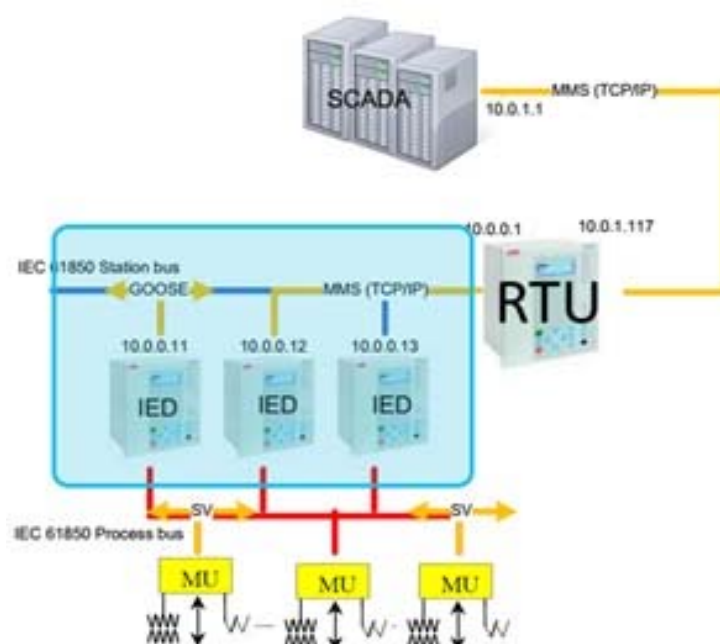 SCADA
MMS (TCP/IP)
10.0.1.1
10.0.0.1
10.0.1.117
IEC 61850 Station bus
GOOSE
MMS (TCP/IP)
RTU
10.0.0.11
10.0.0.12
10.0.0.13
IED
IED
IED
SV
SV
IEC 61850 Process bus
MU
MU
MU